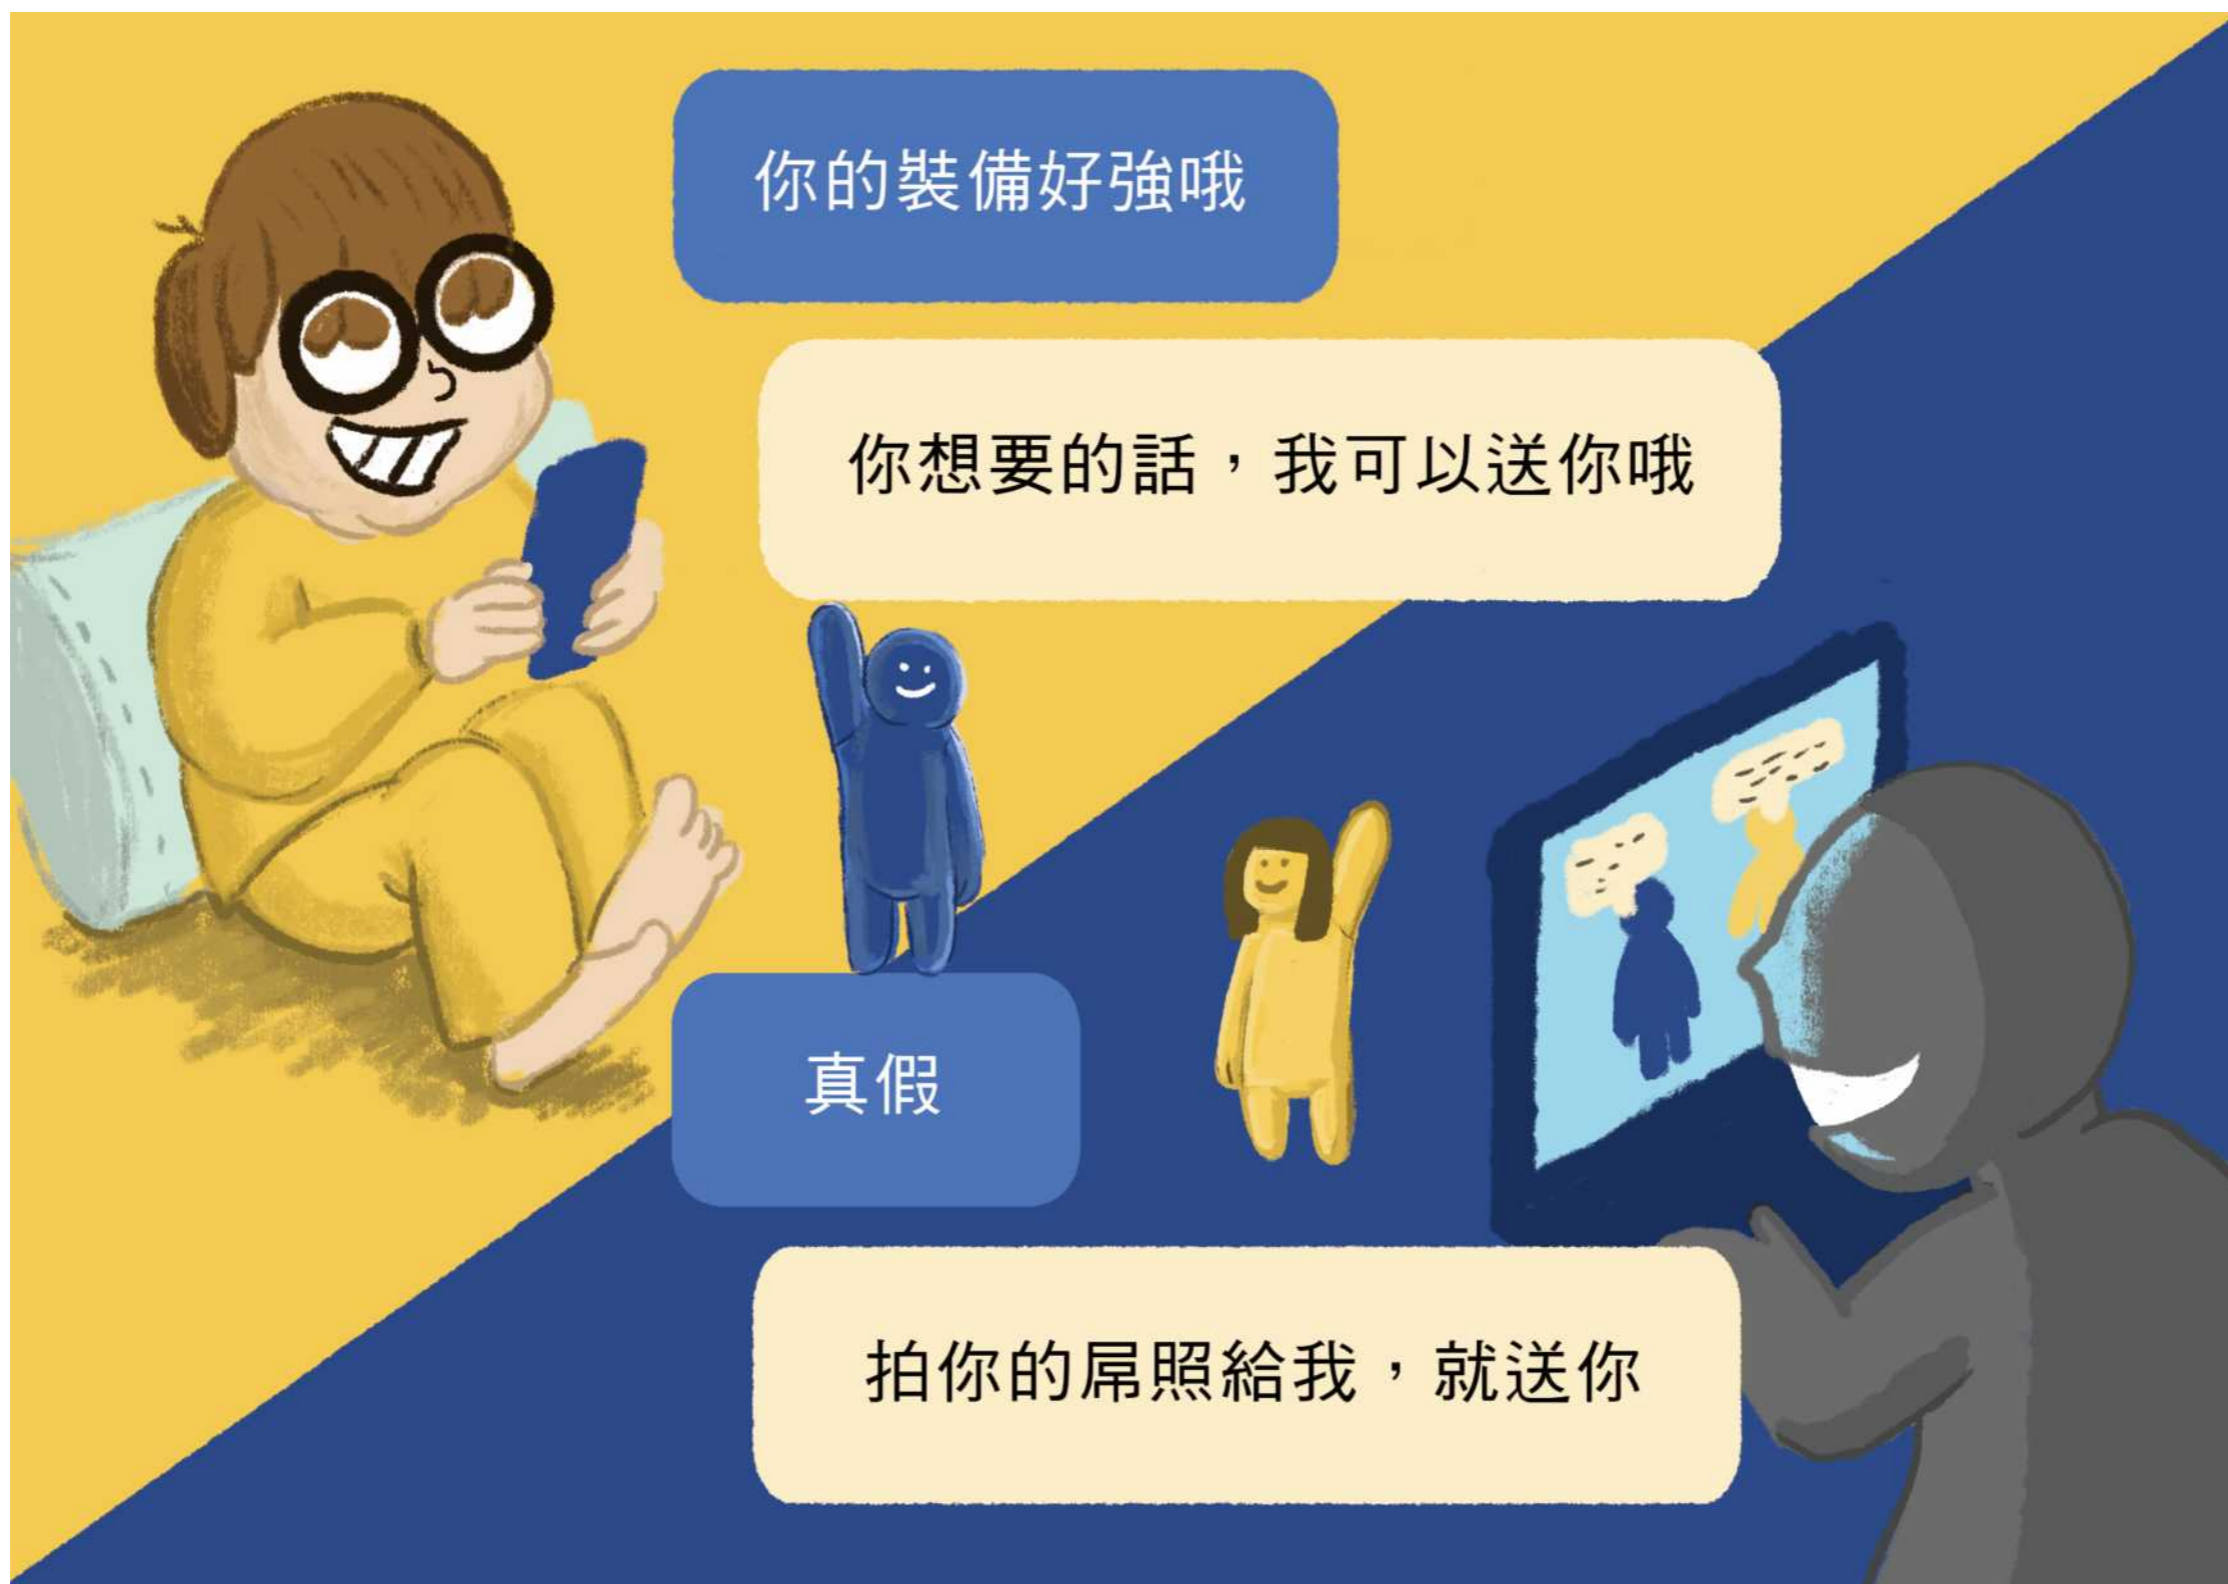 你的裝備好強哦
你想要的話，我可以送你哦
真假
拍你的屌照給我，就送你